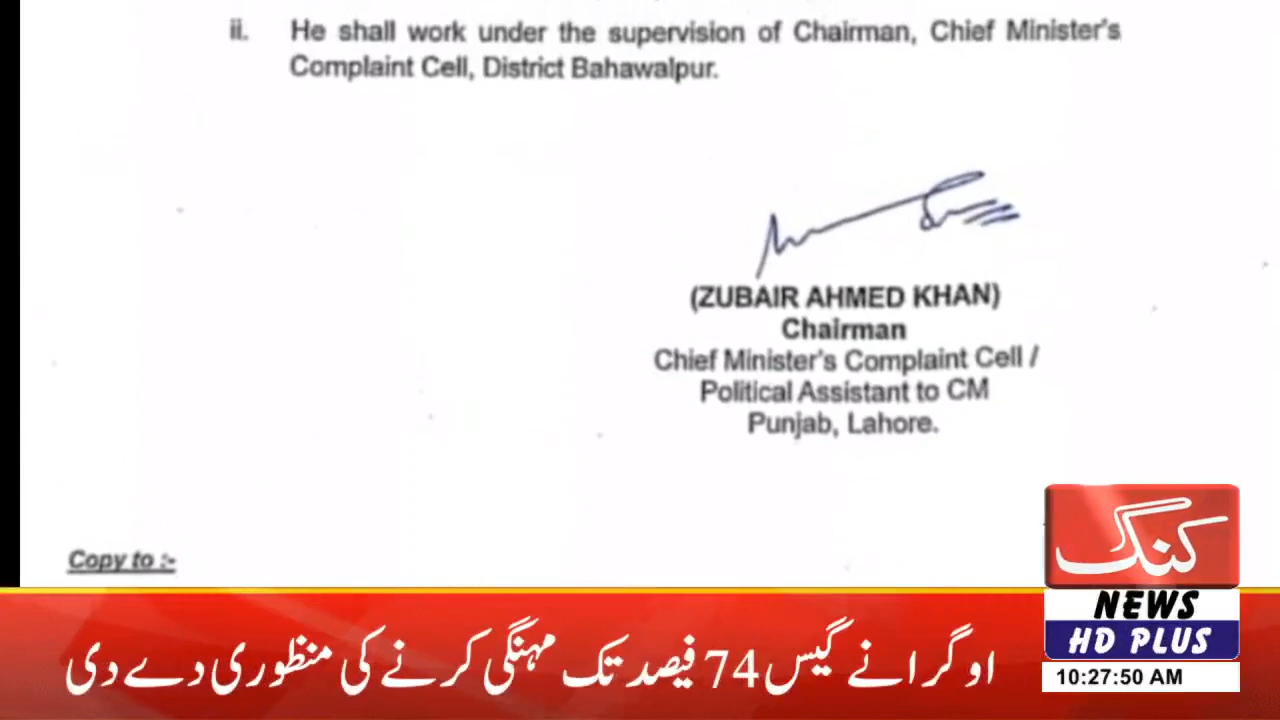 ii. He shall work under the supervision of Chairman, Chief Minister's
Complaint Cell, District Bahawalpur.
(ZUBAIR AHMED KHAN)
Chairman
Chief Minister's Complaint Cell /
Political Assistant to CM
Punjab, Lahore.
Copy to :-
کنگ
NEWS
HD PLUS
10:27:50 AM
اوگرا نے گیس 74 فیصد تک مہنگی کرنے کی منظوری دے دی